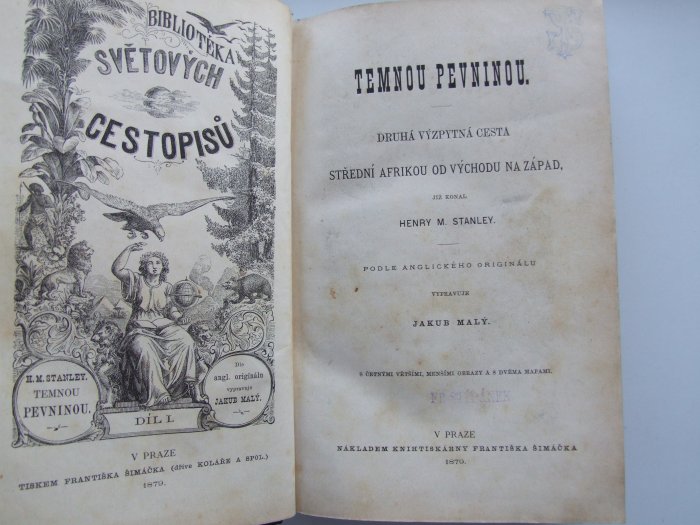 BIBLIOTÉKA
SVĚTOVÝCH
CESTOPISŮ
H. M. STANLEY.
TEMNOU
PEVNINOU.
DÍL I.
Dle
angl. originálu
vypravuje
JAKUB MALÝ.
V PRAZE
TISKEM FRANTIŠKA ŠIMÁČKA (dříve KOLÁŘE A SPOL.)
1879.
TEMNOU PEVNINOU.
DRUHÁ VÝZPYTNÁ CESTA
STŘEDNÍ AFRIKOU OD VÝCHODU NA ZÁPAD,
JIŽ KONAL
HENRY M. STANLEY.
PODLE ANGLICKÉHO ORIGINÁLU
VYPRAVUJE
JAKUB MALÝ.
S ČETNÝMI VĚTŠÍMI, MENŠÍMI OBRAZY A S DVĚMA MAPAMI.
V PRAZE
NÁKLADEM KNIHTISKÁRNY FRANTIŠKA ŠIMÁČKA
1879.